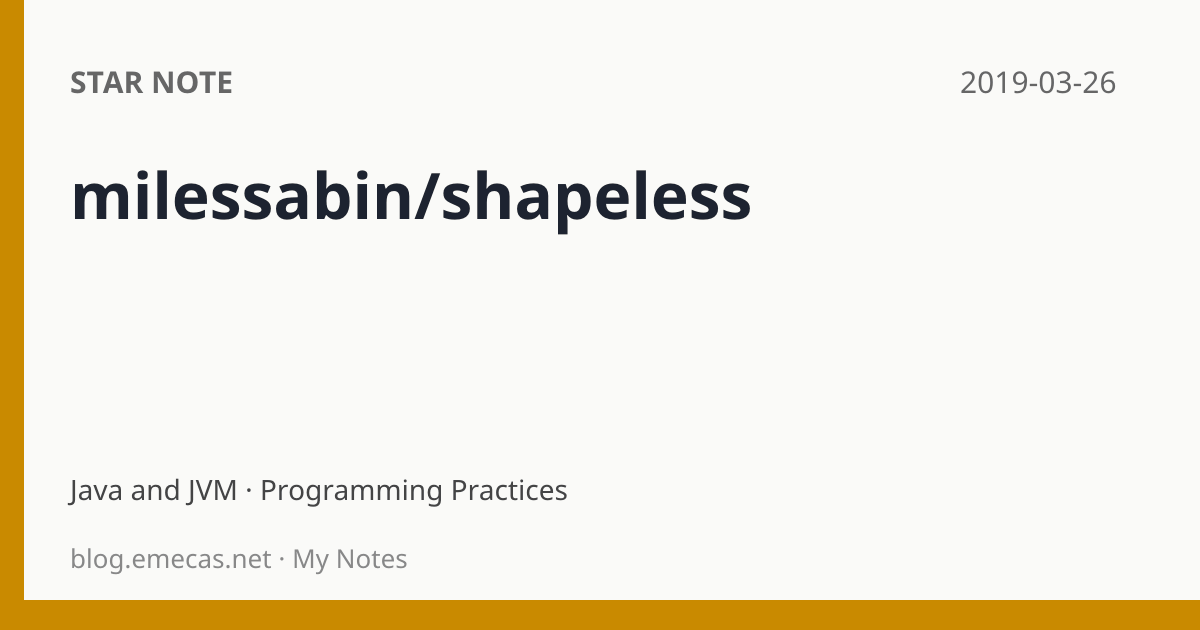 STAR NOTE
2019-03-26
milessabin/shapeless
Java and JVM · Programming Practices
blog.emecas.net · My Notes